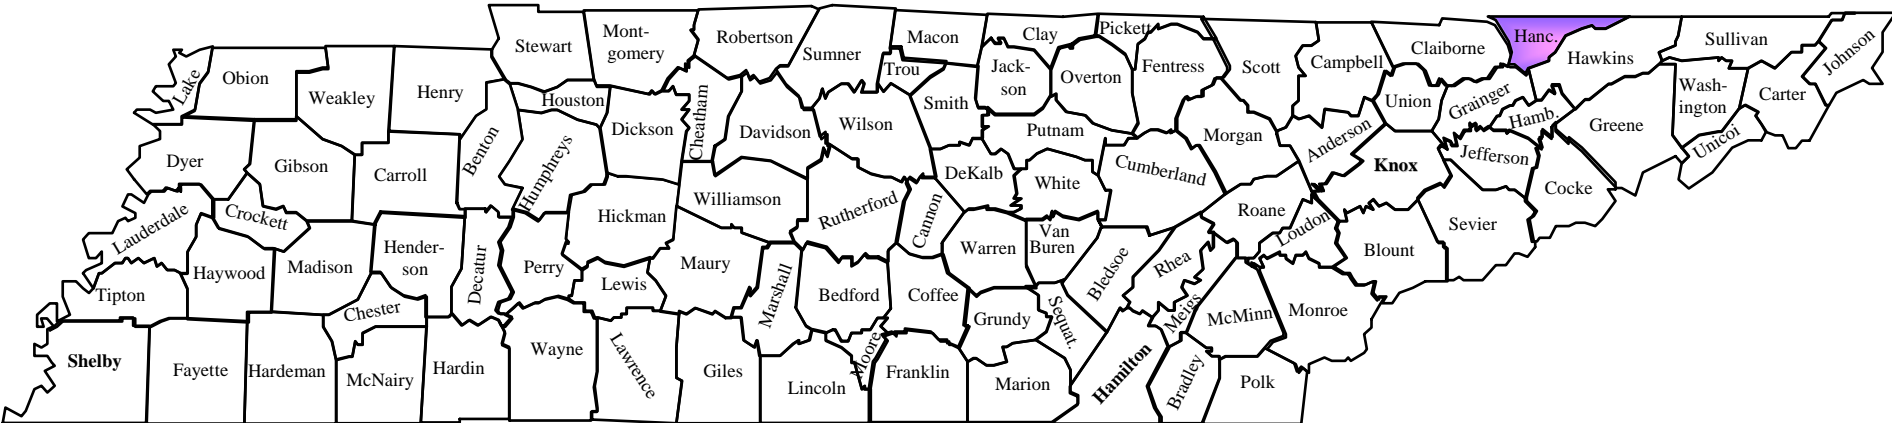 Stewart
Mont-
gomery
Robertson
Sumner
Macon
Trou
Clay
Pickett
Jack-
son
Overton
Fentress
Scott
Campbell
Claiborne
Hanc.
Hawkins
Sullivan
Johnson
Lake
Obion
Weakley
Henry
Houston
Dickson
Cheatham
Davidson
Wilson
Smith
Putnam
Morgan
Anderson
Union
Grainger
Hamb.
Greene
Wash-
ington
Carter
Unicoi
Dyer
Gibson
Carroll
Benton
Humphreys
Williamson
Rutherford
Cannon
DeKalb
White
Cumberland
Knox
Jefferson
Cocke
Lauderdale
Crockett
Hickman
Warren
Van
Buren
Roane
Loudon
Blount
Sevier
Tipton
Haywood
Madison
Hender-
son
Decatur
Perry
Lewis
Maury
Marshall
Bedford
Coffee
Grundy
Sequat.
Bledsoe
Rhea
Meigs
McMinn
Monroe
Chester
Shelby
Fayette
Hardeman
McNairy
Hardin
Wayne
Lawrence
Giles
Lincoln
Moore
Franklin
Marion
Hamilton
Bradley
Polk